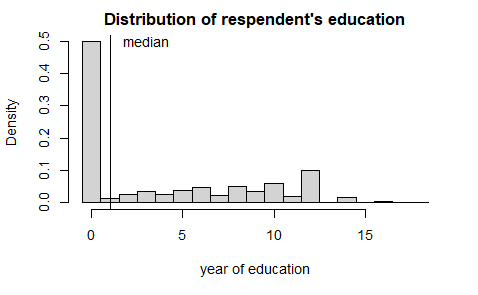 Distribution of respendent's education
median
Density
0.0 0.1 0.2 0.3 0.4 0.5
0 5 10 15
year of education